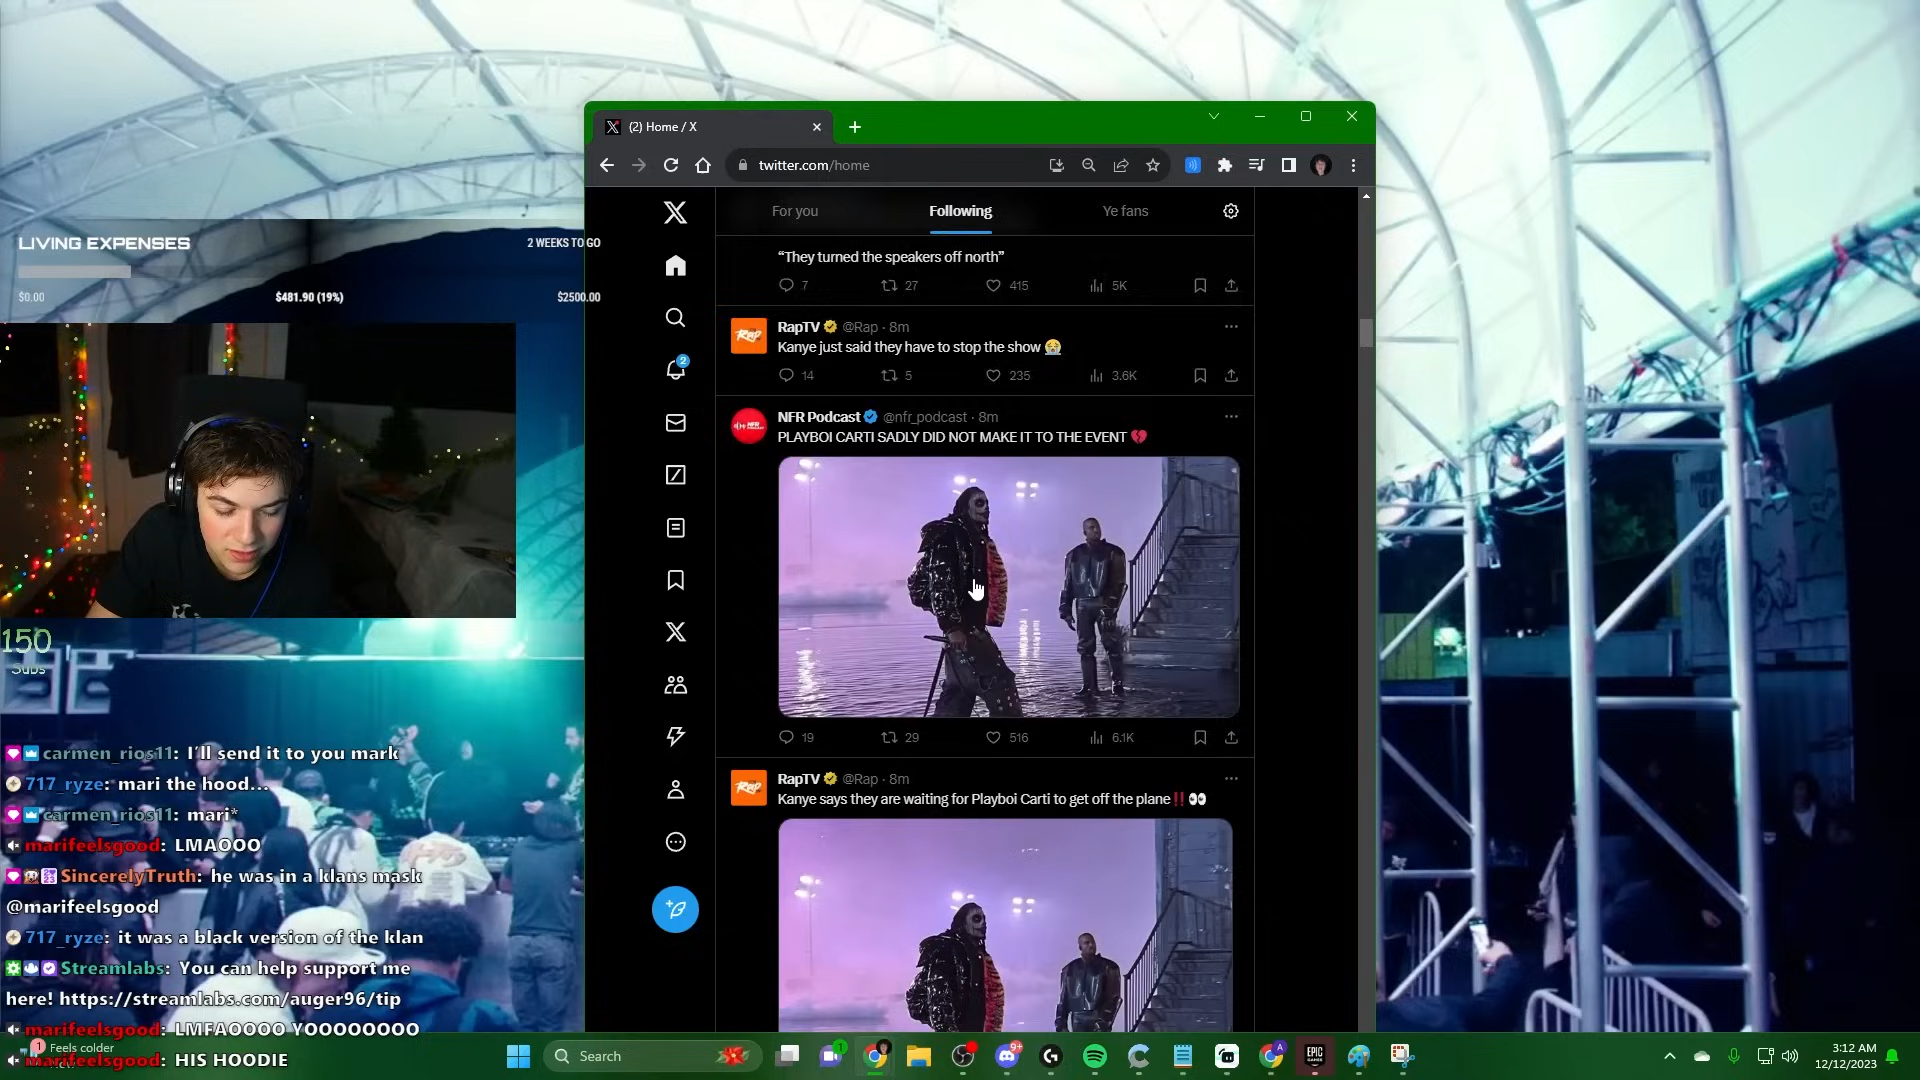 (2) Home / X
twitter.com/home
For you
Following
Ye fans
“They turned the speakers off north”
7
27
415
5K
RapTV @Rap · 8m
Kanye just said they have to stop the show 😭
14
5
235
3.6K
2
NFR Podcast @nfr_podcast · 8m
PLAYBOI CARTI SADLY DID NOT MAKE IT TO THE EVENT 💔
19
29
516
6.1K
RapTV @Rap · 8m
Kanye says they are waiting for Playboi Carti to get off the plane‼️ 👀
LIVING EXPENSES
2 WEEKS TO GO
$0.00
$481.90 (19%)
$2500.00
150
Subs
carmen_rios11: I'll send it to you mark
717_ryze: mari the hood...
carmen_rios11: mari*
marifeelsgood: LMAOOO
SincerelyTruth: he was in a klans mask
@marifeelsgood
717_ryze: it was a black version of the klan
Streamlabs: You can help support me
here! https://streamlabs.com/auger96/tip
marifeelsgood: LMFAOOOO YOOOOOOOO
marifeelsgood: HIS HOODIE
1
Feels colder
Search
1
9+
EPIC
GAMES
3:12 AM
12/12/2023